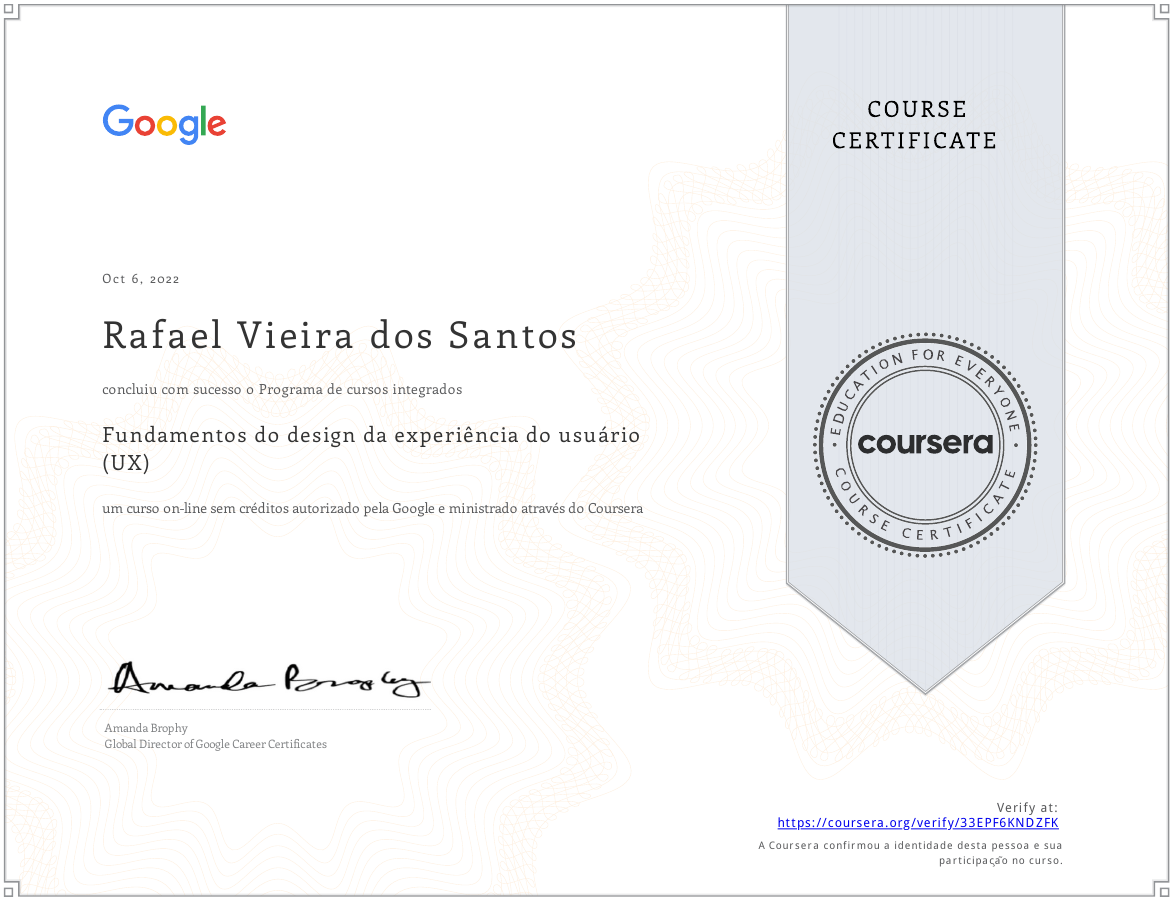 Google
COURSE
CERTIFICATE
Oct 6, 2022
Rafael Vieira dos Santos
concluiu com sucesso o Programa de cursos integrados
Fundamentos do design da experiência do usuário
(UX)
um curso on-line sem créditos autorizado pela Google e ministrado através do Coursera
EDUCATION FOR EVERYONE
coursera
COURSE CERTIFICATE
Amanda Brophy
Amanda Brophy
Global Director of Google Career Certificates
Verify at:
https://coursera.org/verify/33EPF6KNDZFK
A Coursera confirmou a identidade desta pessoa e sua
participação no curso.